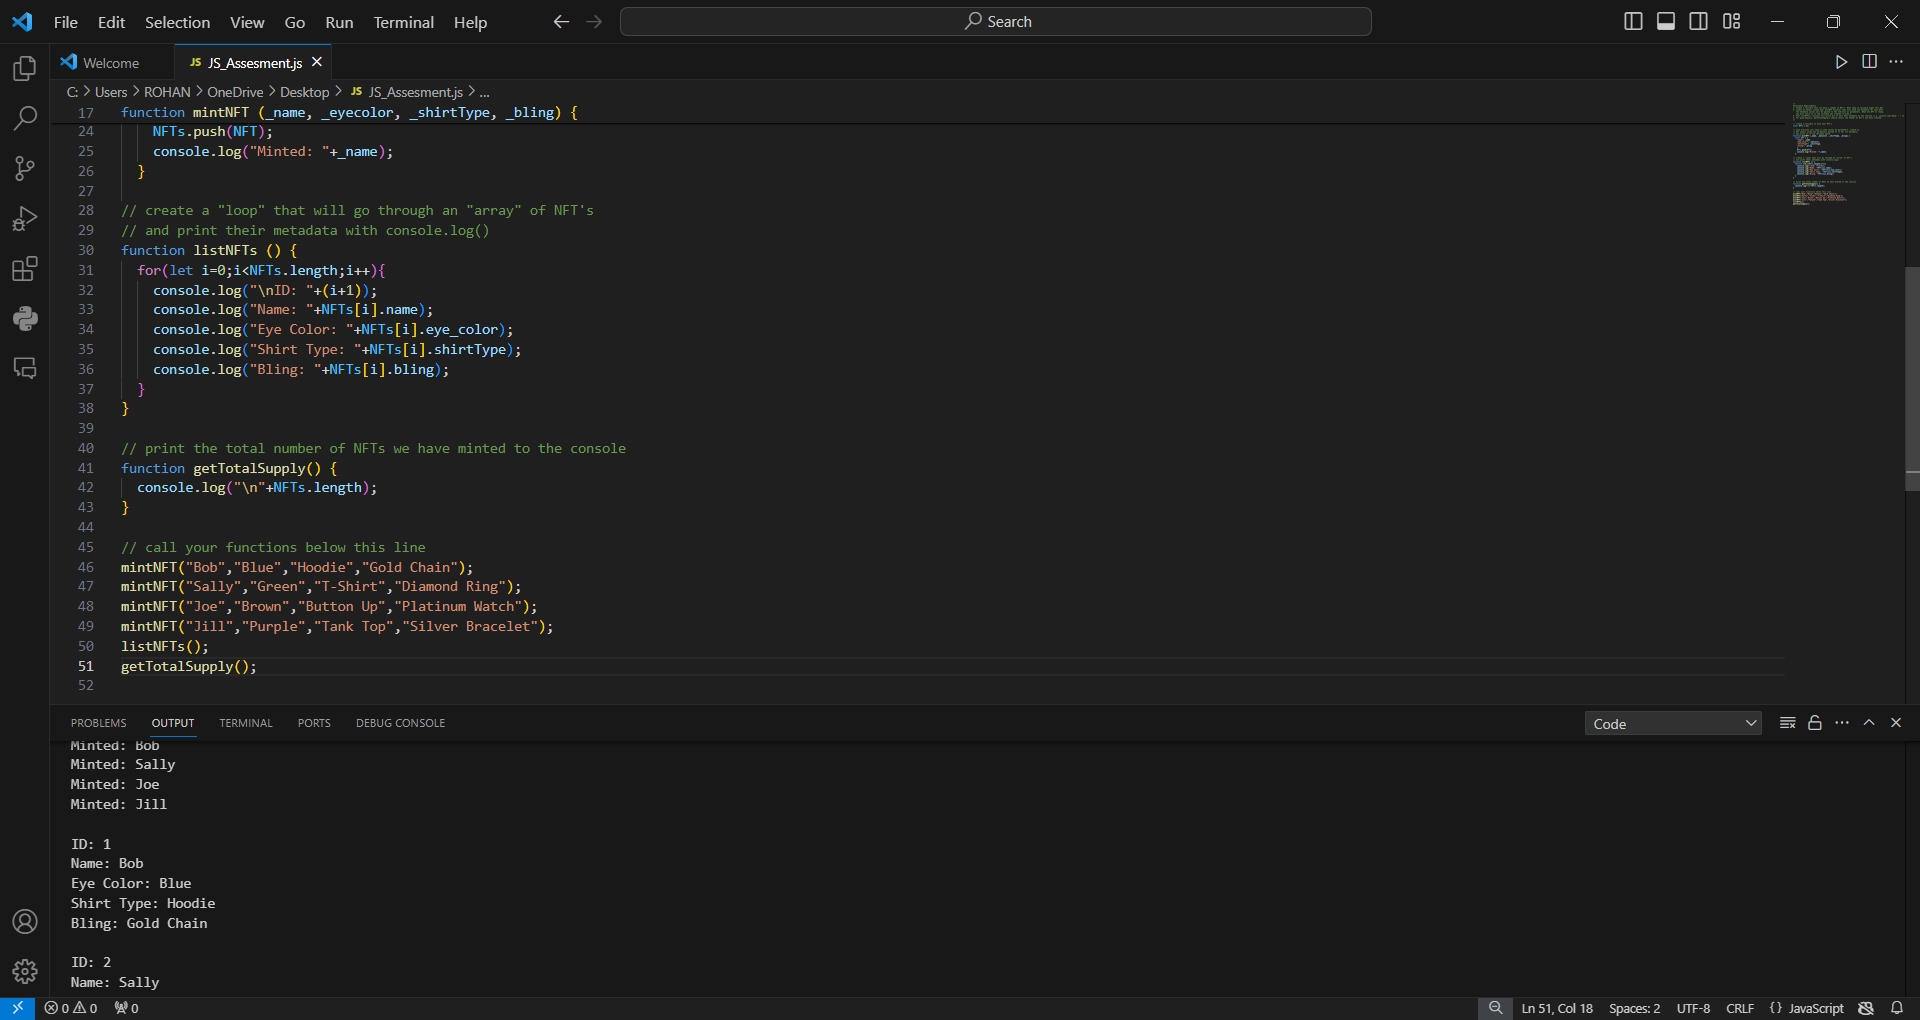 File Edit Selection View Go Run Terminal Help Search
Welcome JS JS_Assesment.js
C: > Users > ROHAN > OneDrive > Desktop > JS JS_Assesment.js > ...
17 function mintNFT (_name, _eyecolor, _shirtType, _bling) {
24 NFTs.push(NFT);
25 console.log("Minted: "+_name);
26 }
27
28 // create a "loop" that will go through an "array" of NFT's
29 // and print their metadata with console.log()
30 function listNFTs () {
31 for(let i=0;i<NFTs.length;i++){
32 console.log("\nID: "+(i+1));
33 console.log("Name: "+NFTs[i].name);
34 console.log("Eye Color: "+NFTs[i].eye_color);
35 console.log("Shirt Type: "+NFTs[i].shirtType);
36 console.log("Bling: "+NFTs[i].bling);
37 }
38 }
39
40 // print the total number of NFTs we have minted to the console
41 function getTotalSupply() {
42 console.log("\n"+NFTs.length);
43 }
44
45 // call your functions below this line
46 mintNFT("Bob","Blue","Hoodie","Gold Chain");
47 mintNFT("Sally","Green","T-Shirt","Diamond Ring");
48 mintNFT("Joe","Brown","Button Up","Platinum Watch");
49 mintNFT("Jill","Purple","Tank Top","Silver Bracelet");
50 listNFTs();
51 getTotalSupply();
52
PROBLEMS OUTPUT TERMINAL PORTS DEBUG CONSOLE Code
Minted: Bob
Minted: Sally
Minted: Joe
Minted: Jill
ID: 1
Name: Bob
Eye Color: Blue
Shirt Type: Hoodie
Bling: Gold Chain
ID: 2
Name: Sally
0 0 0 Ln 51, Col 18 Spaces: 2 UTF-8 CRLF {} JavaScript